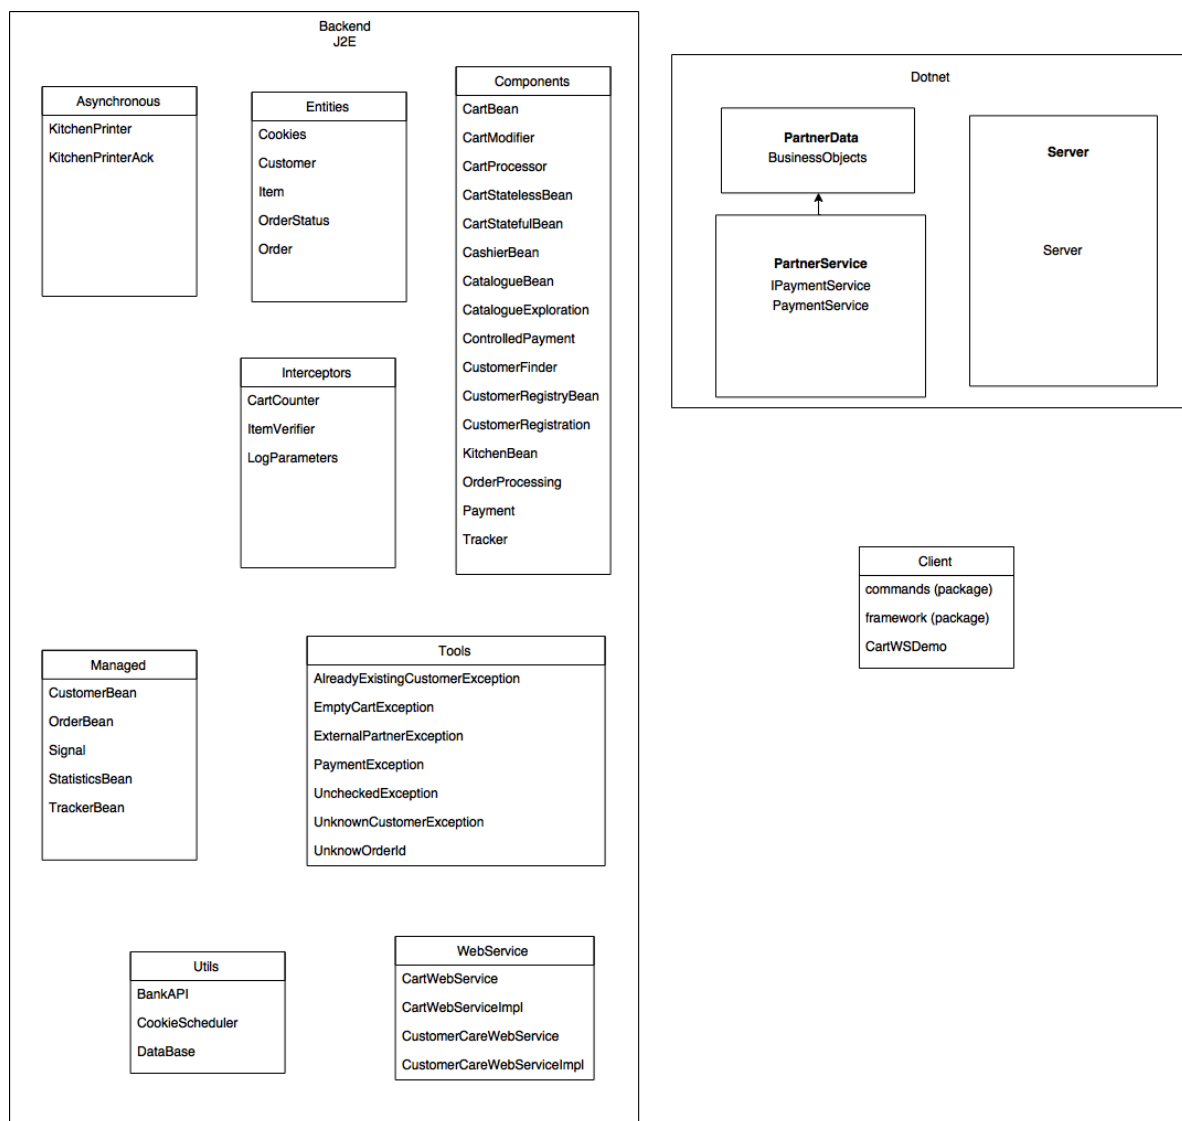 Backend
J2E
Asynchronous
KitchenPrinter
KitchenPrinterAck
Entities
Cookies
Customer
Item
OrderStatus
Order
Components
CartBean
CartModifier
CartProcessor
CartStatelessBean
CartStatefulBean
CashierBean
CatalogueBean
CatalogueExploration
ControlledPayment
CustomerFinder
CustomerRegistryBean
CustomerRegistration
KitchenBean
OrderProcessing
Payment
Tracker
Interceptors
CartCounter
ItemVerifier
LogParameters
Managed
CustomerBean
OrderBean
Signal
StatisticsBean
TrackerBean
Tools
AlreadyExistingCustomerException
EmptyCartException
ExternalPartnerException
PaymentException
UncheckedException
UnknownCustomerException
UnknowOrderId
Utils
BankAPI
CookieScheduler
DataBase
WebService
CartWebService
CartWebServiceImpl
CustomerCareWebService
CustomerCareWebServiceImpl
Dotnet
PartnerData
BusinessObjects
PartnerService
IPaymentService
PaymentService
Server
Server
Client
commands (package)
framework (package)
CartWSDemo